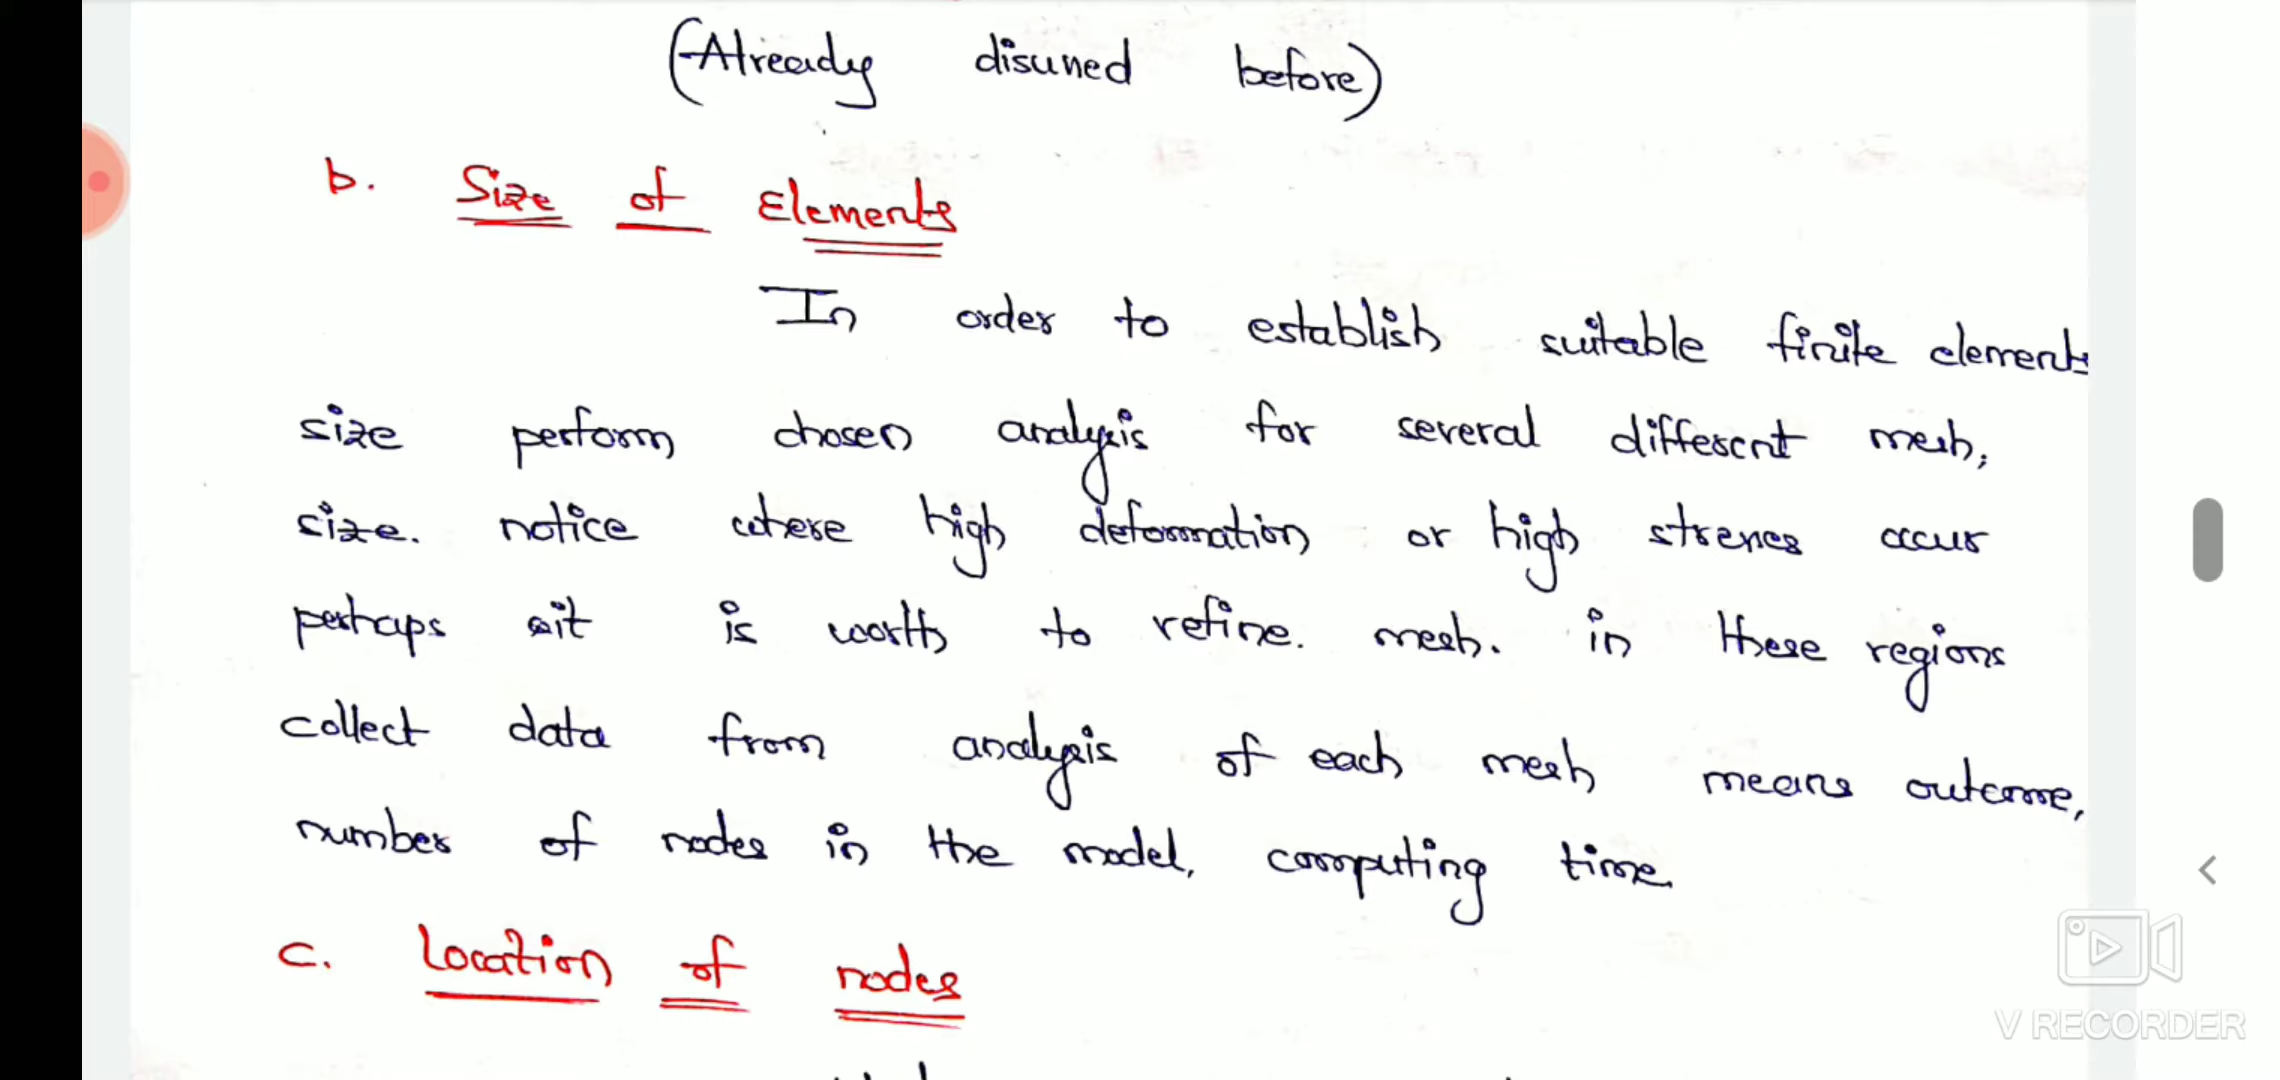 (Already disuned before)
b. Size of Elements
In order to establish suitable finite elements
size perform chosen analysis for several different mesh,
size. notice where high deformation or high stresses occur
perhaps it is worth to refine. mesh. in these regions
collect data from analysis of each mesh means outcome,
number of nodes in the model, computing time
c. Location of nodes
V RECORDER